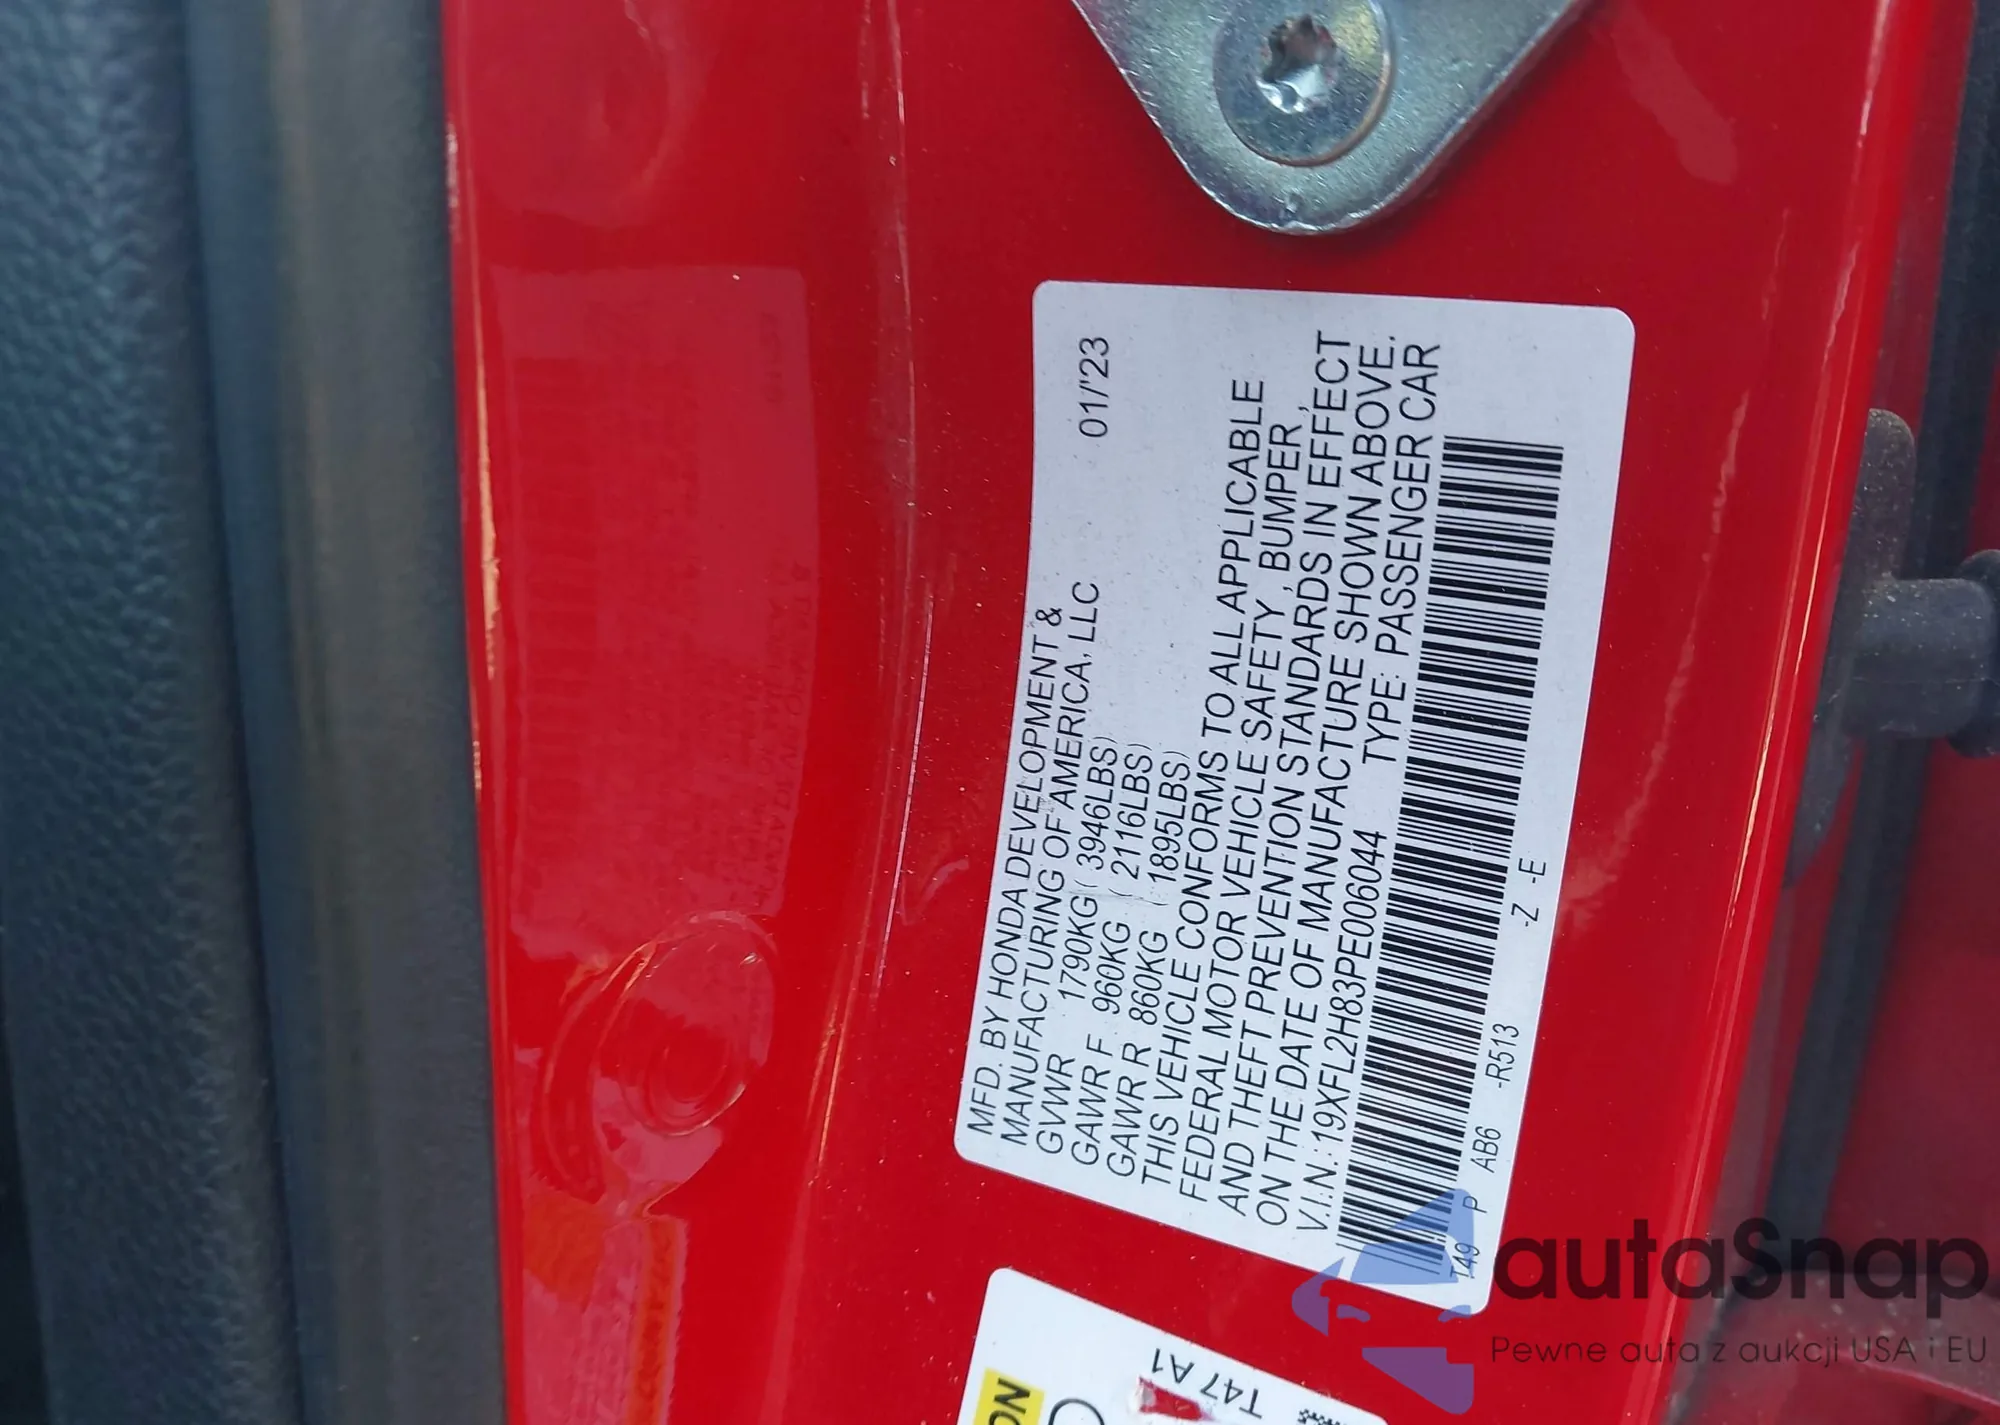 MFD. BY HONDA DEVELOPMENT &
MANUFACTURING OF AMERICA, LLC 01/'23
GVWR 1790KG ( 3946LBS)
GAWR F 960KG ( 2116LBS)
GAWR R 860KG ( 1895LBS)
THIS VEHICLE CONFORMS TO ALL APPLICABLE
FEDERAL MOTOR VEHICLE SAFETY, BUMPER,
AND THEFT PREVENTION STANDARDS IN EFFECT
ON THE DATE OF MANUFACTURE SHOWN ABOVE.
V.I.N.: 19XFL2H83PE006044 TYPE: PASSENGER CAR
T49 P AB6 -R513 -Z -E
T47 A1
autaSnap
Pewne auta z aukcji USA i EU